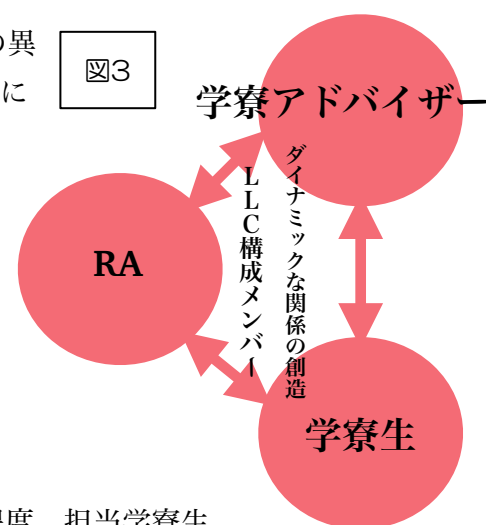 の異
に
図3
学寮アドバイザー
ダイナミックな関係の創造
LLC構成メンバー
RA
学寮生
担当学寮生